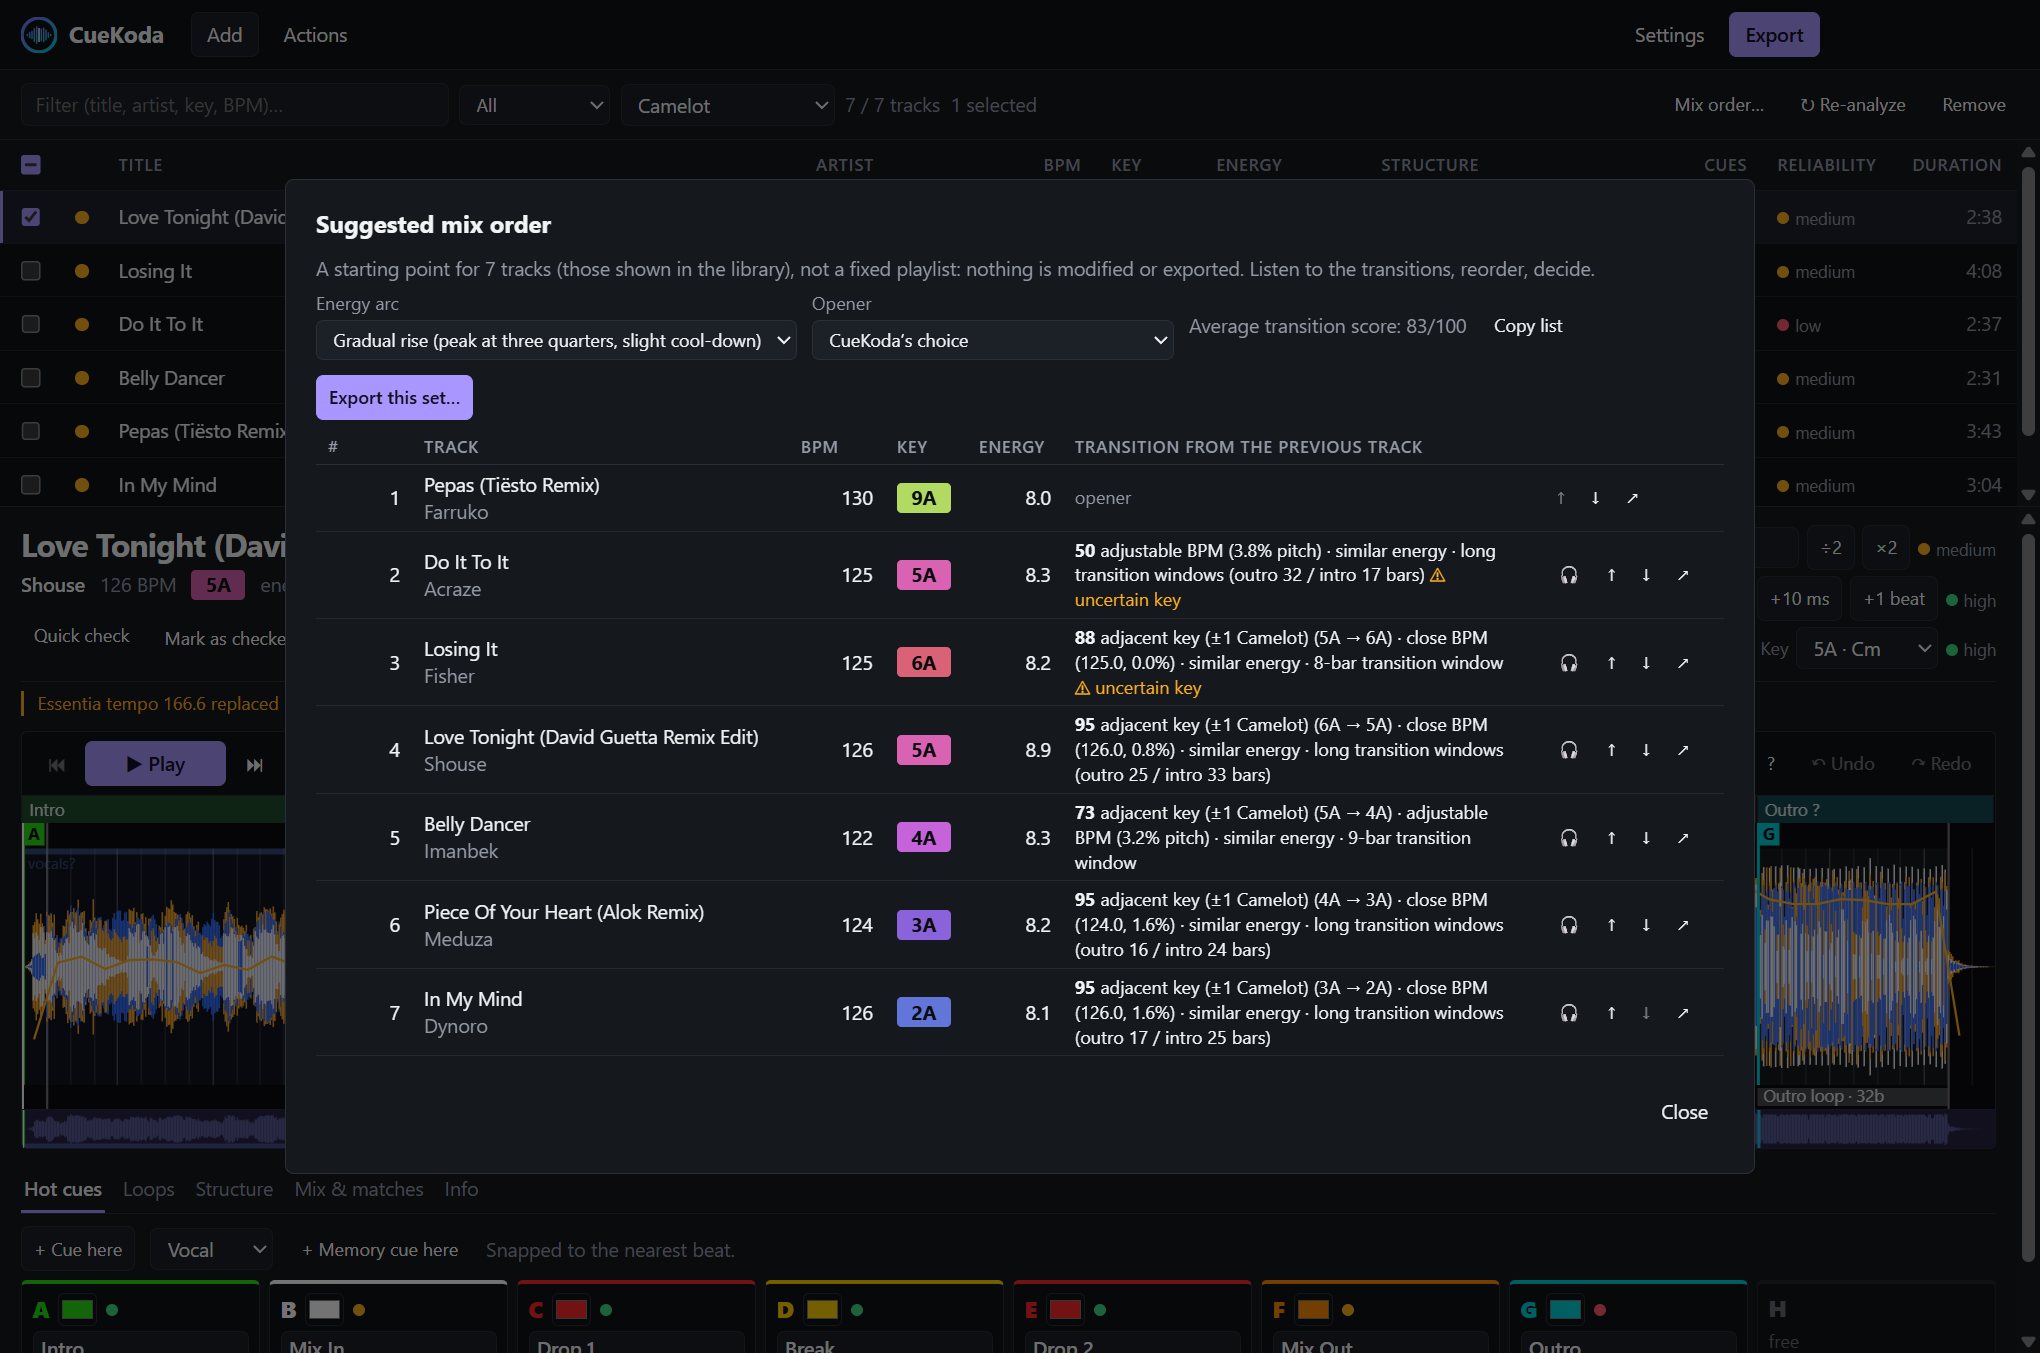 CueKoda
Add
Actions
Settings
Export
Filter (title, artist, key, BPM)...
All
Camelot
7 / 7 tracks 1 selected
Mix order...
↻ Re-analyze
Remove
TITLE ARTIST BPM KEY ENERGY STRUCTURE CUES RELIABILITY DURATION
Love Tonight (David
medium 2:38
Losing It
medium 4:08
Do It To It
low 2:37
Belly Dancer
medium 2:31
Pepas (Tiësto Remix
medium 3:43
In My Mind
medium 3:04
Suggested mix order
A starting point for 7 tracks (those shown in the library), not a fixed playlist: nothing is modified or exported. Listen to the transitions, reorder, decide.
Energy arc
Opener
Gradual rise (peak at three quarters, slight cool-down)
CueKoda’s choice
Average transition score: 83/100
Copy list
Export this set...
# TRACK BPM KEY ENERGY TRANSITION FROM THE PREVIOUS TRACK
1 Pepas (Tiësto Remix) 130 9A 8.0 opener ↑ ↓ ↗
Farruko
2 Do It To It 125 5A 8.3 ↑ ↓ ↗
Acraze
50 adjustable BPM (3.8% pitch) · similar energy · long
transition windows (outro 32 / intro 17 bars) ⚠
uncertain key
3 Losing It 125 6A 8.2 ↑ ↓ ↗
Fisher
88 adjacent key (±1 Camelot) (5A → 6A) · close BPM
(125.0, 0.0%) · similar energy · 8-bar transition window
⚠ uncertain key
4 Love Tonight (David Guetta Remix Edit) 126 5A 8.9 ↑ ↓ ↗
Shouse
95 adjacent key (±1 Camelot) (6A → 5A) · close BPM
(126.0, 0.8%) · similar energy · long transition windows
(outro 25 / intro 33 bars)
5 Belly Dancer 122 4A 8.3 ↑ ↓ ↗
Imanbek
73 adjacent key (±1 Camelot) (5A → 4A) · adjustable
BPM (3.2% pitch) · similar energy · 9-bar transition
window
6 Piece Of Your Heart (Alok Remix) 124 3A 8.2 ↑ ↓ ↗
Meduza
95 adjacent key (±1 Camelot) (4A → 3A) · close BPM
(124.0, 1.6%) · similar energy · long transition windows
(outro 16 / intro 24 bars)
7 In My Mind 126 2A 8.1 ↑ ↓ ↗
Dynoro
95 adjacent key (±1 Camelot) (3A → 2A) · close BPM
(126.0, 1.6%) · similar energy · long transition windows
(outro 17 / intro 25 bars)
Close
Love Tonight (Davi
÷2 ×2 medium
Shouse 126 BPM 5A ene
+10 ms +1 beat high
Quick check
Mark as checke
Key 5A · Cm high
Essentia tempo 166.6 replaced
Play
? Undo Redo
Intro
A
vocals?
Outro ?
G
Outro loop · 32b
Hot cues Loops Structure Mix & matches Info
+ Cue here
Vocal
+ Memory cue here
Snapped to the nearest beat.
A B C D E F G H
Intro Mix In Drop 1 Break Drop 2 Mix Out Outro free